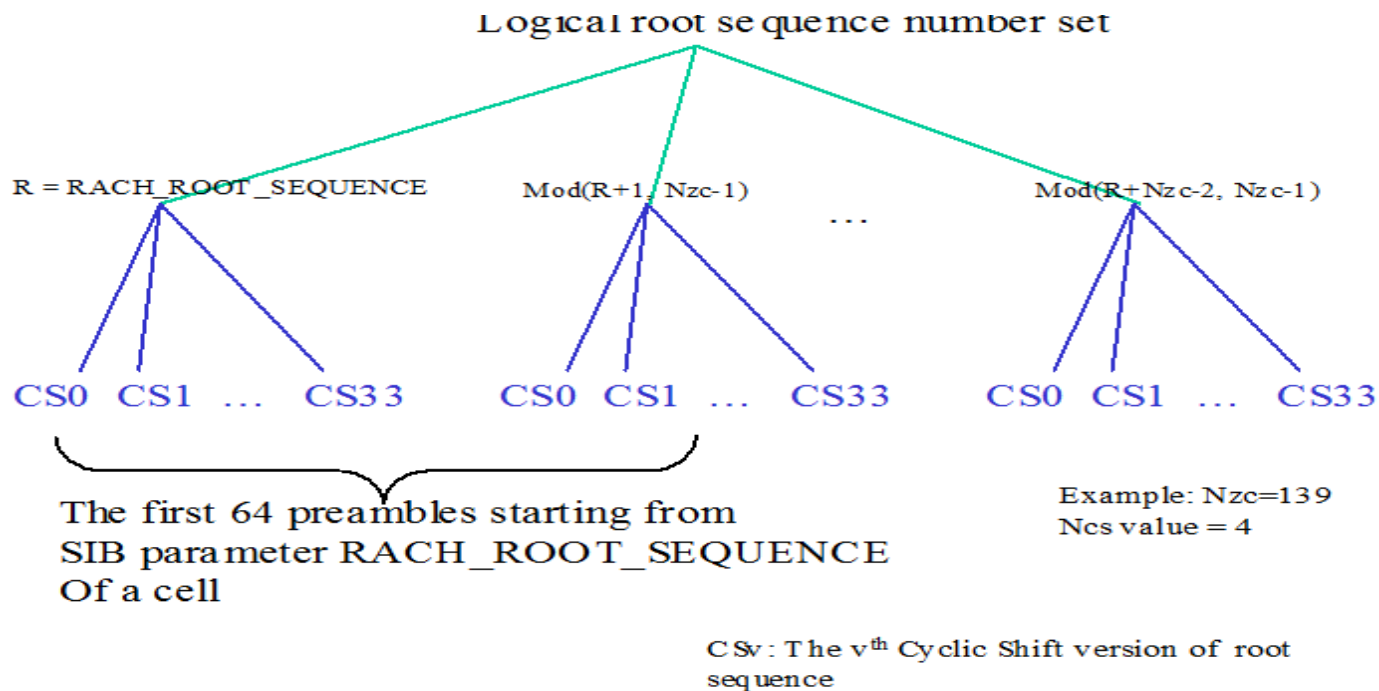 Logical root sequence number set
R = RACH_ROOT_SEQUENCE
Mod(R+1, Nzc-1)
...
Mod(R+Nzc-2, Nzc-1)
CS0 CS1 ... CS33
CS0 CS1 ... CS33
CS0 CS1 ... CS33
The first 64 preambles starting from
SIB parameter RACH_ROOT_SEQUENCE
Of a cell
Example: Nzc=139
Ncs value = 4
CSv: The vth Cyclic Shift version of root
sequence